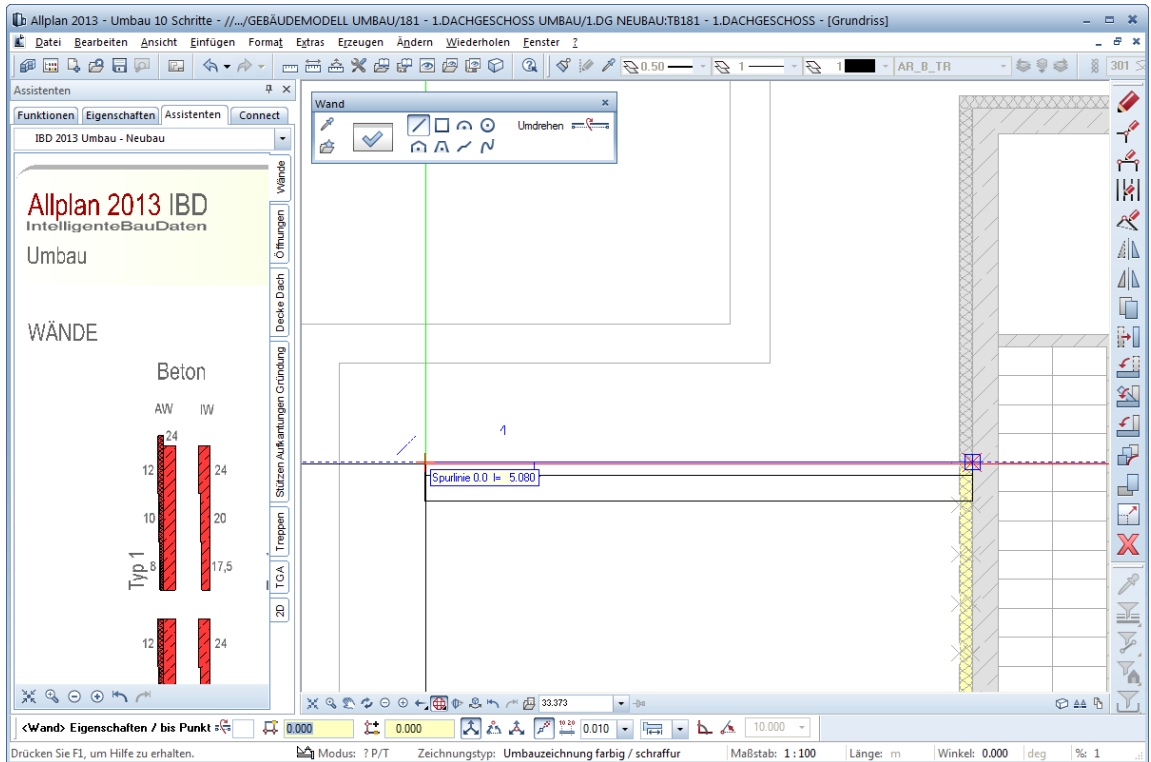 Allplan 2013 - Umbau 10 Schritte - //.../GEBÄUDEMODELL UMBAU/181 - 1.DACHGESCHOSS UMBAU/1.DG NEUBAU:TB181 - 1.DACHGESCHOSS - [Grundriss]
Datei Bearbeiten Ansicht Einfügen Format Extras Erzeugen Ändern Wiederholen Fenster ?
0.50 1 1 AR_B_TR 301
Assistenten
Funktionen Eigenschaften Assistenten Connect
IBD 2013 Umbau - Neubau
Allplan 2013 IBD
IntelligenteBauDaten
Umbau
WÄNDE
Beton
AW IW
24
12 24
10 20
Typ 1
8 17,5
12 24
Wände
Öffnungen
Decke Dach
Stützen Aufkantungen Gründung
Treppen
TGA
2D
Wand
Umdrehen
1
Spurlinie 0.0 l= 5.080
33.373
<Wand> Eigenschaften / bis Punkt 0.000 0.000 0.010 10.000
Drücken Sie F1, um Hilfe zu erhalten. Modus: ? P/T Zeichnungstyp: Umbauzeichnung farbig / schraffur Maßstab: 1:100 Länge: m Winkel: 0.000 deg %: 1